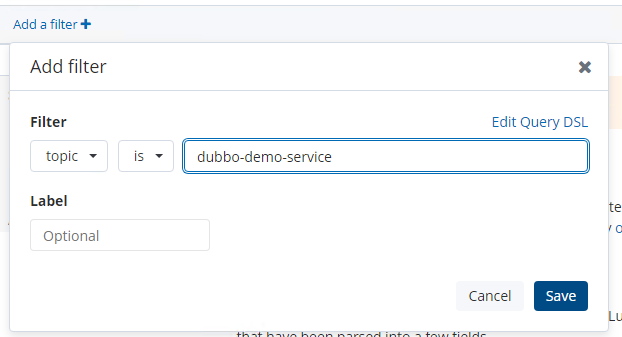 Add a filter +
Add filter
Filter
Edit Query DSL
topic is dubbo-demo-service
te
Label
y o
Optional
Cancel Save
Lu
that have been parsed into a few fields